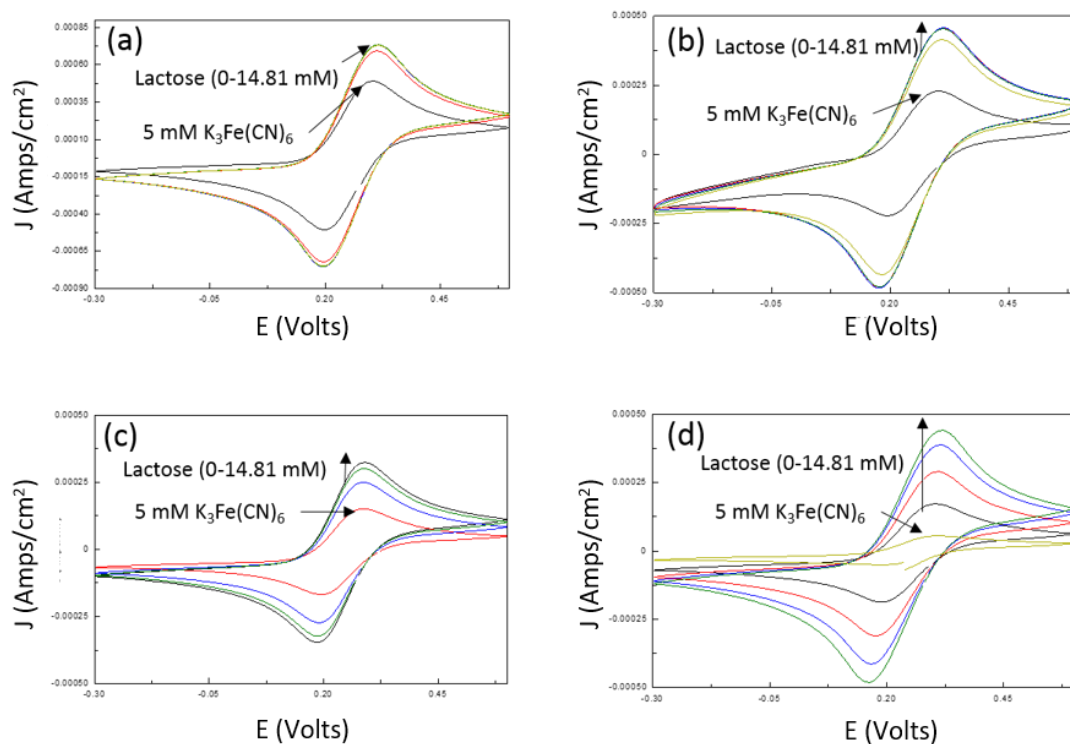 (a)
0.00085
0.00060
0.00035
0.00010
-0.00015
-0.00040
-0.00065
-0.00090
Lactose (0-14.81 mM)
5 mM K₃Fe(CN)₆
J (Amps/cm²)
-0.30
-0.05
0.20
0.45
E (Volts)
(b)
0.00050
0.00025
0
-0.00025
-0.00050
Lactose (0-14.81 mM)
5 mM K₃Fe(CN)₆
J (Amps/cm²)
-0.30
-0.05
0.20
0.45
E (Volts)
(c)
0.00050
0.00025
0
-0.00025
-0.00050
Lactose (0-14.81 mM)
5 mM K₃Fe(CN)₆
J (Amps/cm²)
-0.30
-0.05
0.20
0.45
E (Volts)
(d)
0.00050
0.00025
0
-0.00025
-0.00050
Lactose (0-14.81 mM)
5 mM K₃Fe(CN)₆
J (Amps/cm²)
-0.30
-0.05
0.20
0.45
E (Volts)